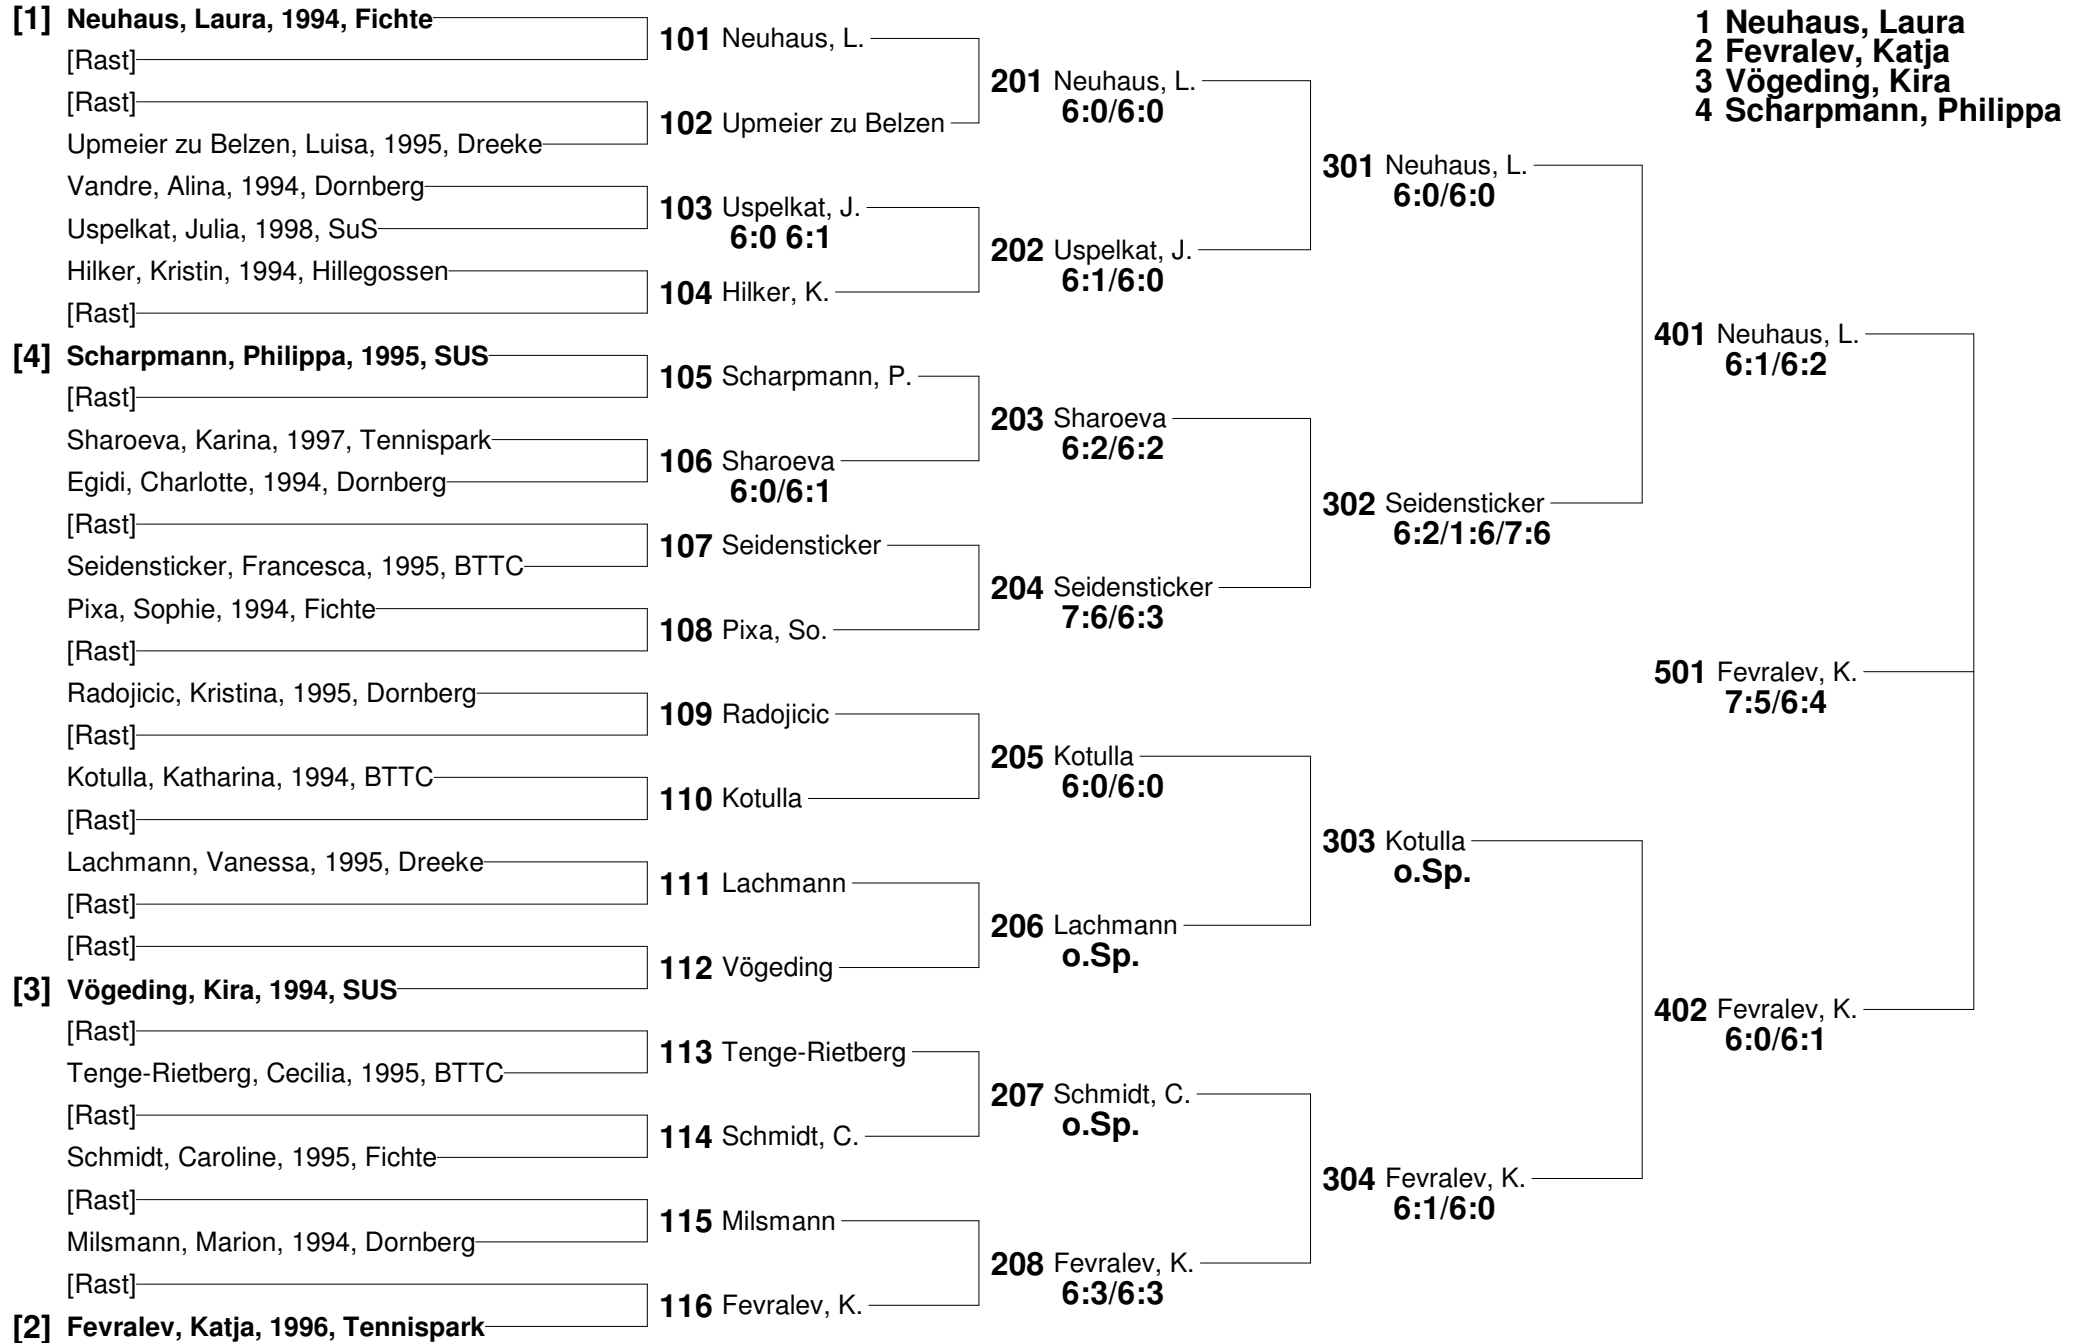 [1] Neuhaus, Laura, 1994, Fichte
[Rast]
[Rast]
Upmeier zu Belzen, Luisa, 1995, Dreeke
Vandre, Alina, 1994, Dornberg
Uspelkat, Julia, 1998, SuS
Hilker, Kristin, 1994, Hillegossen
[Rast]
[4] Scharpmann, Philippa, 1995, SUS
[Rast]
Sharoeva, Karina, 1997, Tennispark
Egidi, Charlotte, 1994, Dornberg
[Rast]
Seidensticker, Francesca, 1995, BTTC
Pixa, Sophie, 1994, Fichte
[Rast]
Radojicic, Kristina, 1995, Dornberg
[Rast]
Kotulla, Katharina, 1994, BTTC
[Rast]
Lachmann, Vanessa, 1995, Dreeke
[Rast]
[Rast]
[3] Vögeding, Kira, 1994, SUS
[Rast]
Tenge-Rietberg, Cecilia, 1995, BTTC
[Rast]
Schmidt, Caroline, 1995, Fichte
[Rast]
Milsmann, Marion, 1994, Dornberg
[Rast]
[2] Fevralev, Katja, 1996, Tennispark
101 Neuhaus, L.
102 Upmeier zu Belzen
103 Uspelkat, J.
6:0 6:1
104 Hilker, K.
105 Scharpmann, P.
106 Sharoeva
6:0/6:1
107 Seidensticker
108 Pixa, So.
109 Radojicic
110 Kotulla
111 Lachmann
112 Vögeding
113 Tenge-Rietberg
114 Schmidt, C.
115 Milsmann
116 Fevralev, K.
201 Neuhaus, L.
6:0/6:0
202 Uspelkat, J.
6:1/6:0
203 Sharoeva
6:2/6:2
204 Seidensticker
7:6/6:3
205 Kotulla
6:0/6:0
206 Lachmann
o.Sp.
207 Schmidt, C.
o.Sp.
208 Fevralev, K.
6:3/6:3
301 Neuhaus, L.
6:0/6:0
302 Seidensticker
6:2/1:6/7:6
303 Kotulla
o.Sp.
304 Fevralev, K.
6:1/6:0
401 Neuhaus, L.
6:1/6:2
501 Fevralev, K.
7:5/6:4
402 Fevralev, K.
6:0/6:1
1 Neuhaus, Laura
2 Fevralev, Katja
3 Vögeding, Kira
4 Scharpmann, Philippa